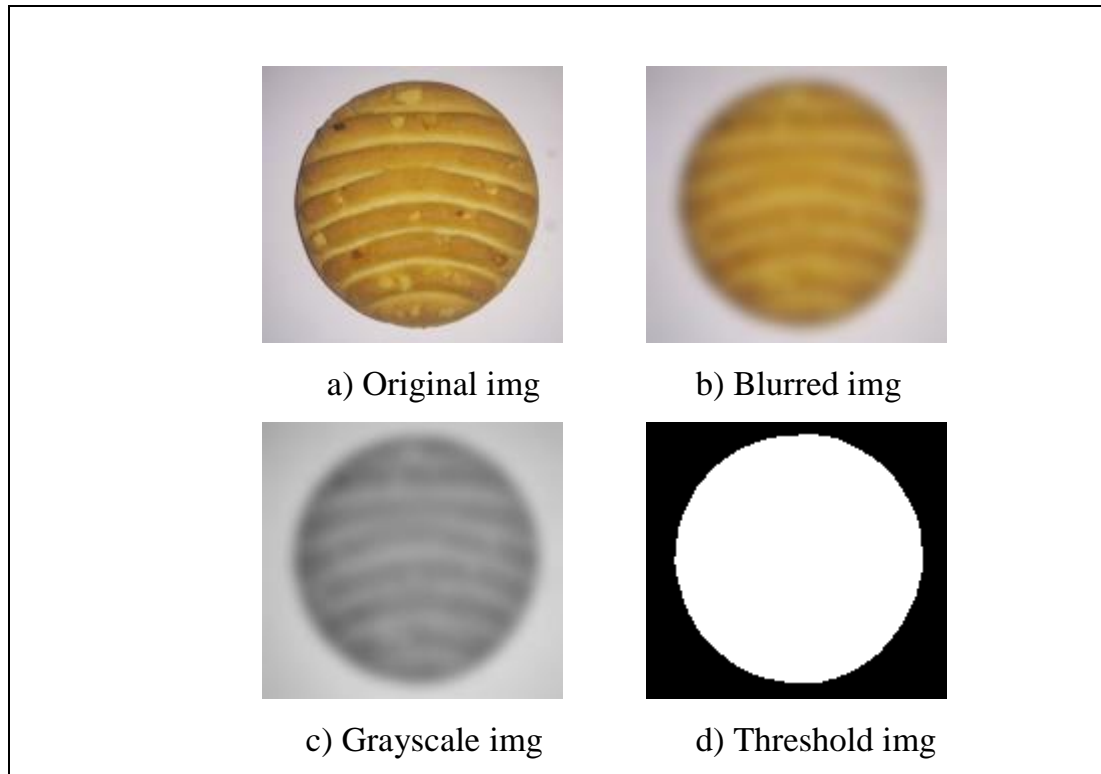 a) Original img
b) Blurred img
c) Grayscale img
d) Threshold img